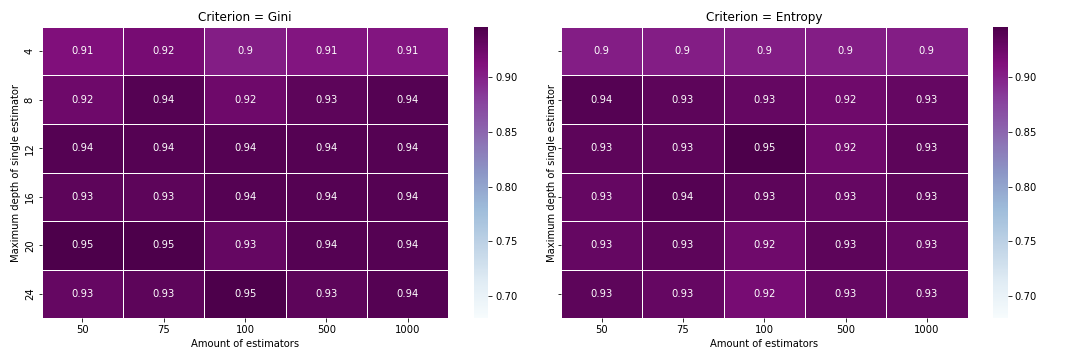 Criterion = Gini
Maximum depth of single estimator
4 0.91 0.92 0.9 0.91 0.91
8 0.92 0.94 0.92 0.93 0.94
12 0.94 0.94 0.94 0.94 0.94
16 0.93 0.93 0.94 0.94 0.94
20 0.95 0.95 0.93 0.94 0.94
24 0.93 0.93 0.95 0.93 0.94
50 75 100 500 1000
Amount of estimators
0.90
0.85
0.80
0.75
0.70
Criterion = Entropy
Maximum depth of single estimator
0.9 0.9 0.9 0.9 0.9
0.94 0.93 0.93 0.92 0.93
0.93 0.93 0.95 0.92 0.93
0.93 0.94 0.93 0.93 0.93
0.93 0.93 0.92 0.93 0.93
0.93 0.93 0.92 0.93 0.93
50 75 100 500 1000
Amount of estimators
0.90
0.85
0.80
0.75
0.70